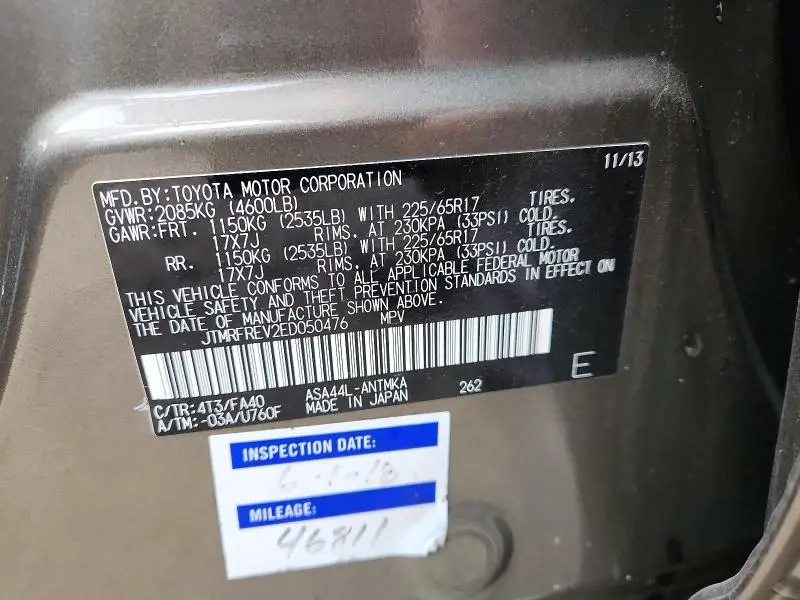 11/13
MFD.BY:TOYOTA MOTOR CORPORATION
GVWR:2085KG (4600LB)
GAWR:FRT. 1150KG (2535LB) WITH 225/65R17 TIRES.
17X7J RIMS, AT 230KPA (33PSI) COLD.
RR. 1150KG (2535LB) WITH 225/65R17 TIRES.
17X7J RIMS, AT 230KPA (33PSI) COLD.
THIS VEHICLE CONFORMS TO ALL APPLICABLE FEDERAL MOTOR
VEHICLE SAFETY AND THEFT PREVENTION STANDARDS IN EFFECT ON
THE DATE OF MANUFACTURE SHOWN ABOVE.
JTMRFREV2ED050476 MPV
E
C/TR:4T3/FA40 ASA44L-ANTMKA 262
A/TM:-03A/U760F MADE IN JAPAN
INSPECTION DATE:
6-1-18
MILEAGE:
46811